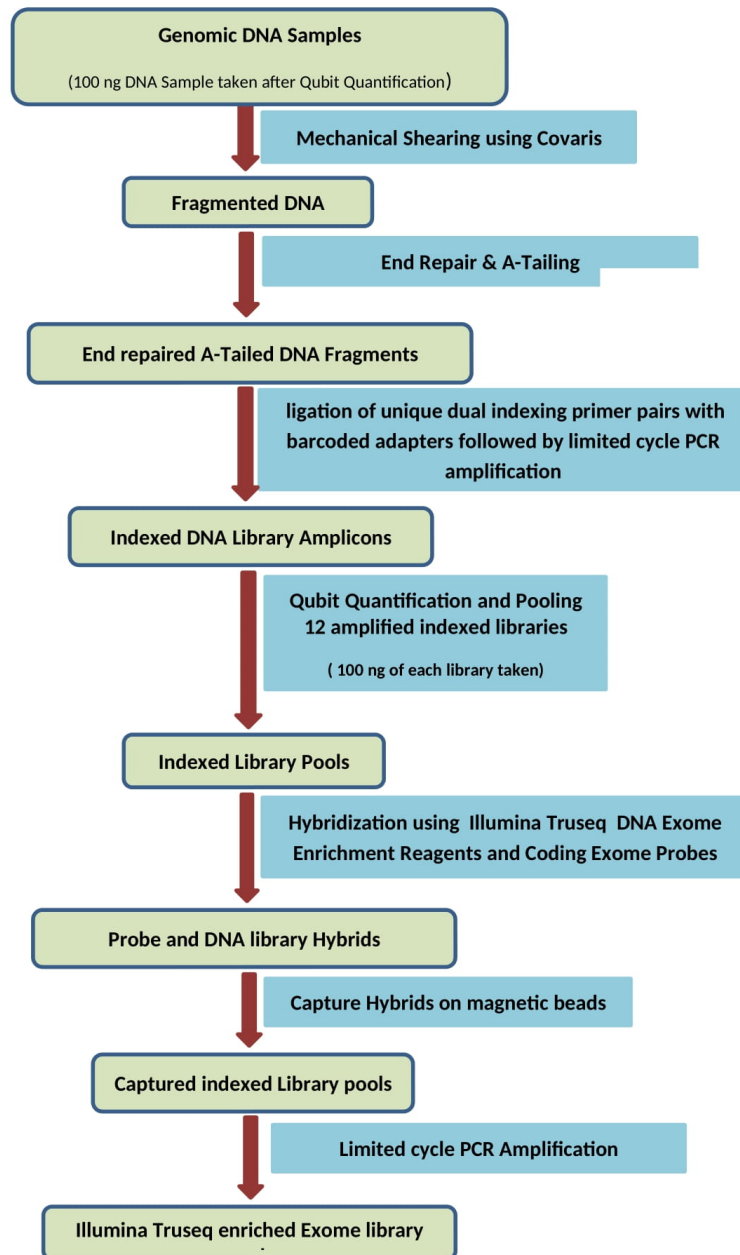 Genomic DNA Samples
(100 ng DNA Sample taken after Qubit Quantification)
Mechanical Shearing using Covaris
Fragmented DNA
End Repair & A-Tailing
End repaired A-Tailed DNA Fragments
ligation of unique dual indexing primer pairs with
barcoded adapters followed by limited cycle PCR
amplification
Indexed DNA Library Amplicons
Qubit Quantification and Pooling
12 amplified indexed libraries
( 100 ng of each library taken)
Indexed Library Pools
Hybridization using Illumina Truseq DNA Exome
Enrichment Reagents and Coding Exome Probes
Probe and DNA library Hybrids
Capture Hybrids on magnetic beads
Captured indexed Library pools
Limited cycle PCR Amplification
Illumina Truseq enriched Exome library